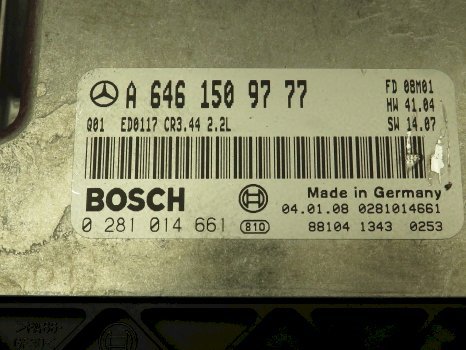 A 646 150 97 77
FD 08M01
HW 41.04
SW 14.07
Q01 ED0117 CR3.44 2.2L
BOSCH
Made in Germany
04.01.08 0281014661
0 281 014 661 810
88104 1343 0253